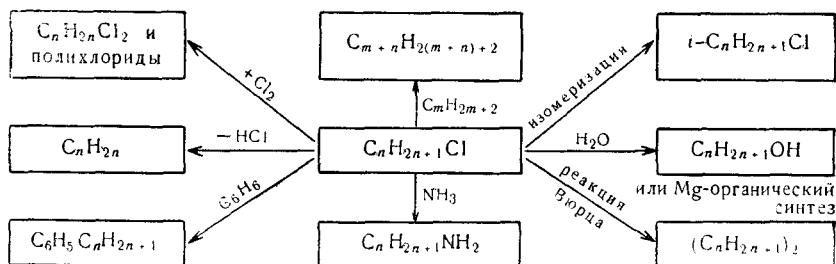 CₙH₂ₙCl₂ и
полихлориды
Cₘ₊ₙH₂₍ₘ₊ₙ₎₊₂
i-CₙH₂ₙ₊₁Cl
+Cl₂
CₘH₂ₘ₊₂
изомеризация
CₙH₂ₙ
−HCl
CₙH₂ₙ₊₁Cl
H₂O
CₙH₂ₙ₊₁OH
C₆H₆
NH₃
реакция
Вюрца
или Mg-органический
синтез
C₆H₅CₙH₂ₙ₊₁
CₙH₂ₙ₊₁NH₂
(CₙH₂ₙ₊₁)₂